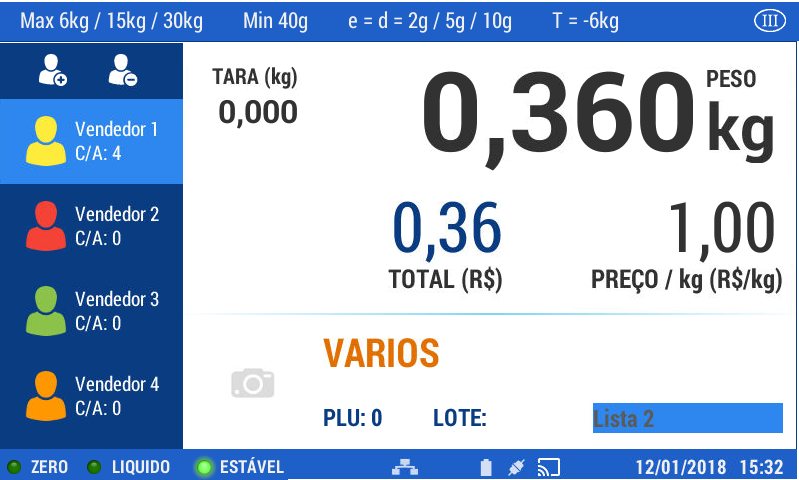 Max 6kg / 15kg / 30kg Min 40g e = d = 2g / 5g / 10g T = -6kg III
Vendedor 1
C/A: 4
Vendedor 2
C/A: 0
Vendedor 3
C/A: 0
Vendedor 4
C/A: 0
TARA (kg)
0,000
PESO
0,360 kg
0,36
TOTAL (R$)
1,00
PREÇO / kg (R$/kg)
VARIOS
PLU: 0 LOTE: Lista 2
ZERO LIQUIDO ESTÁVEL 12/01/2018 15:32